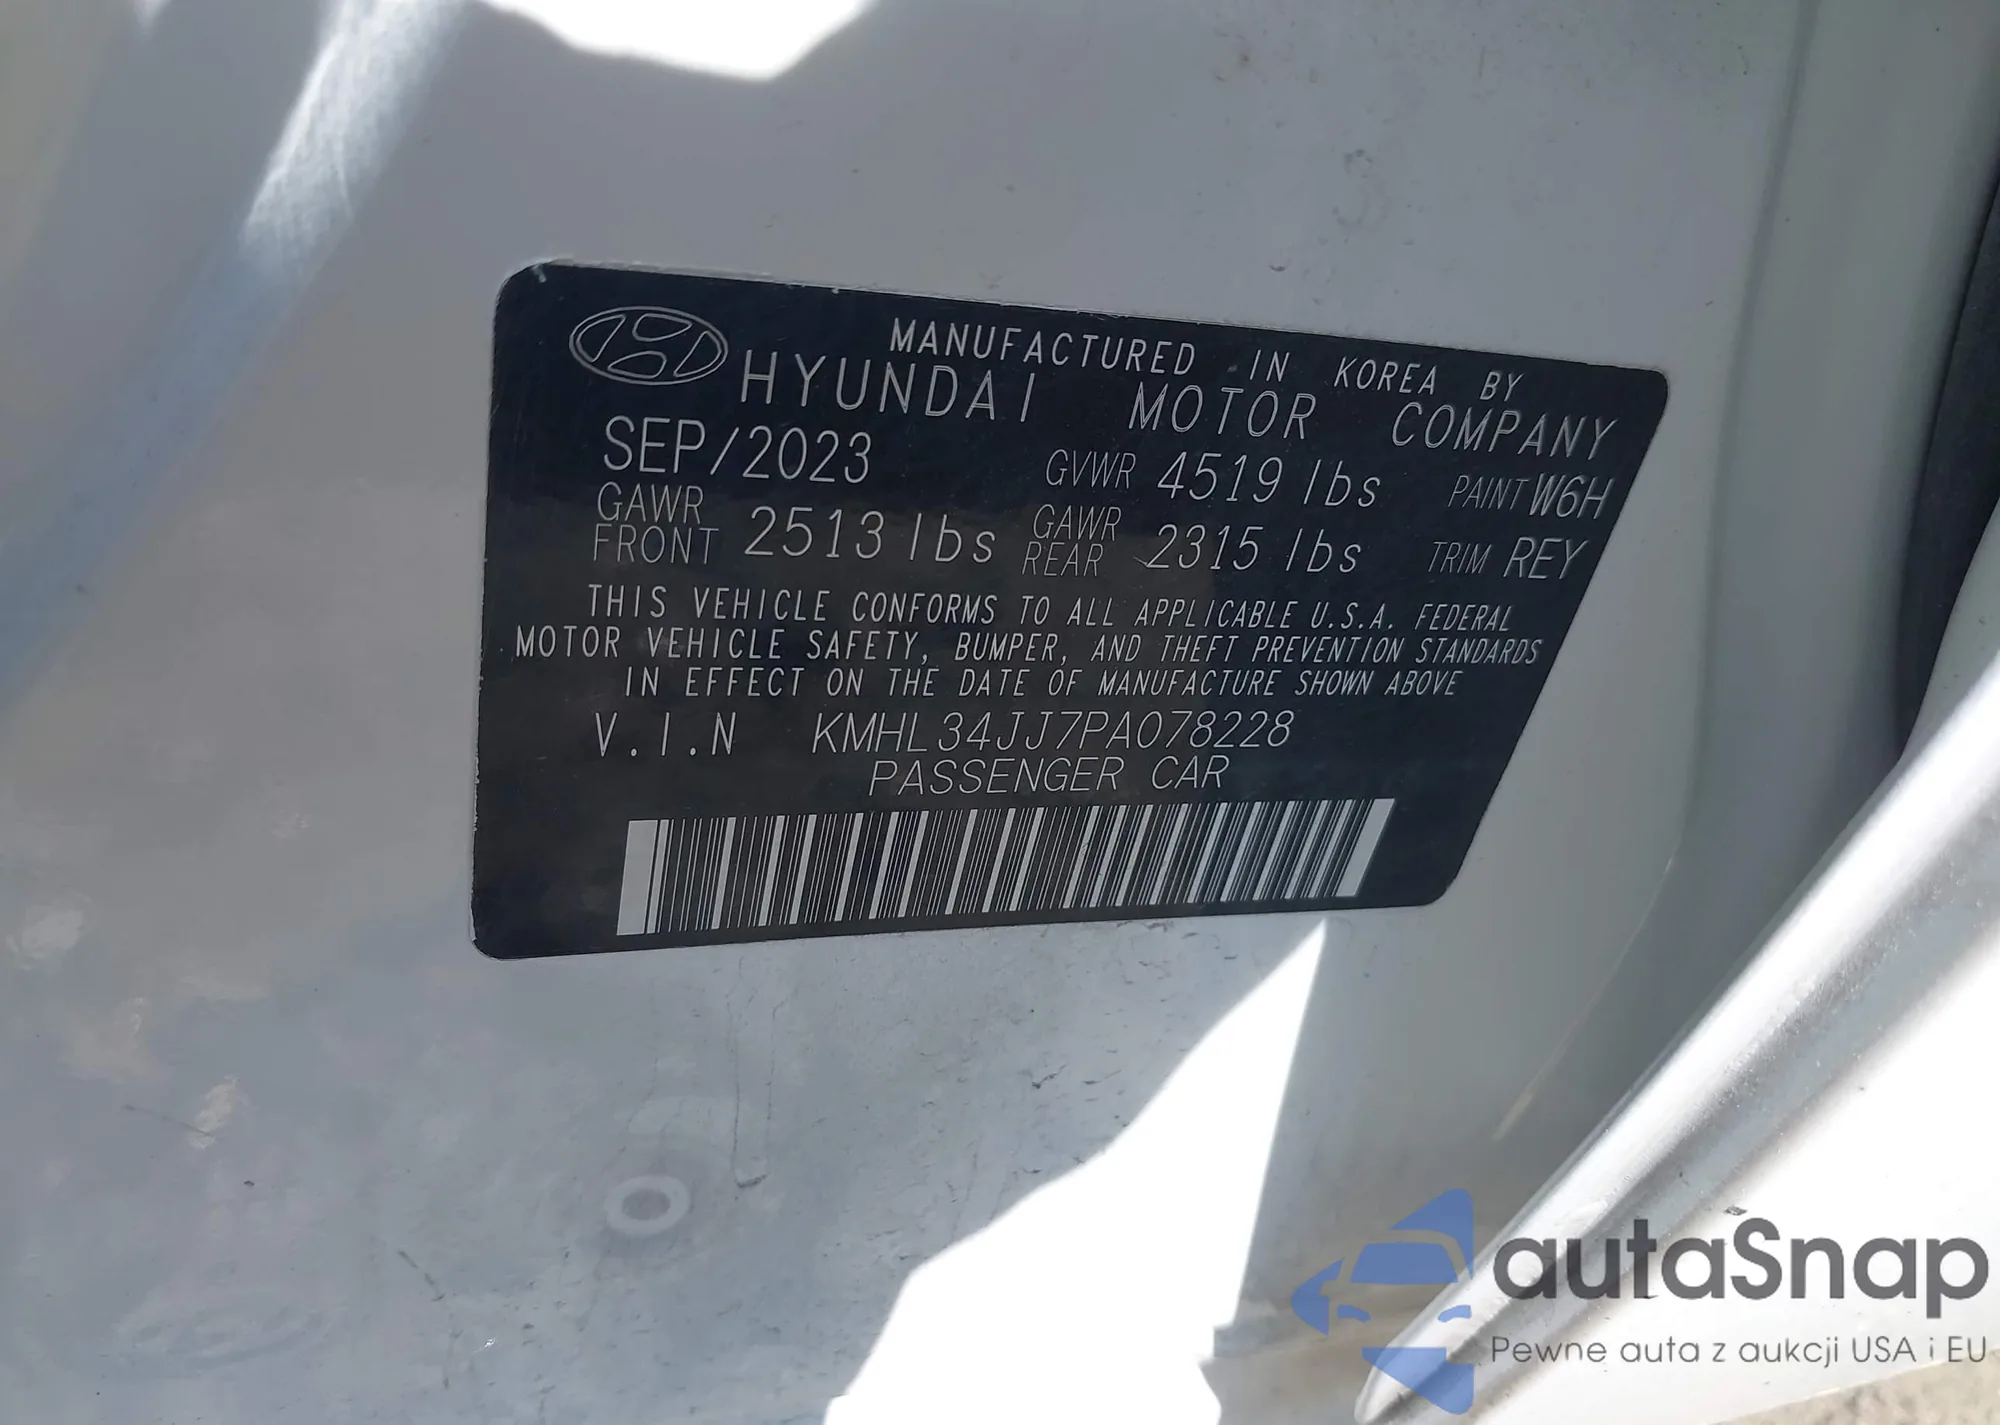 MANUFACTURED IN KOREA BY
HYUNDAI MOTOR COMPANY
SEP/2023 GVWR 4519 lbs PAINT W6H
GAWR FRONT 2513 lbs GAWR REAR 2315 lbs TRIM REY
THIS VEHICLE CONFORMS TO ALL APPLICABLE U.S.A. FEDERAL
MOTOR VEHICLE SAFETY, BUMPER, AND THEFT PREVENTION STANDARDS
IN EFFECT ON THE DATE OF MANUFACTURE SHOWN ABOVE
V.I.N KMHL34JJ7PA078228
PASSENGER CAR
autaSnap
Pewne auta z aukcji USA i EU